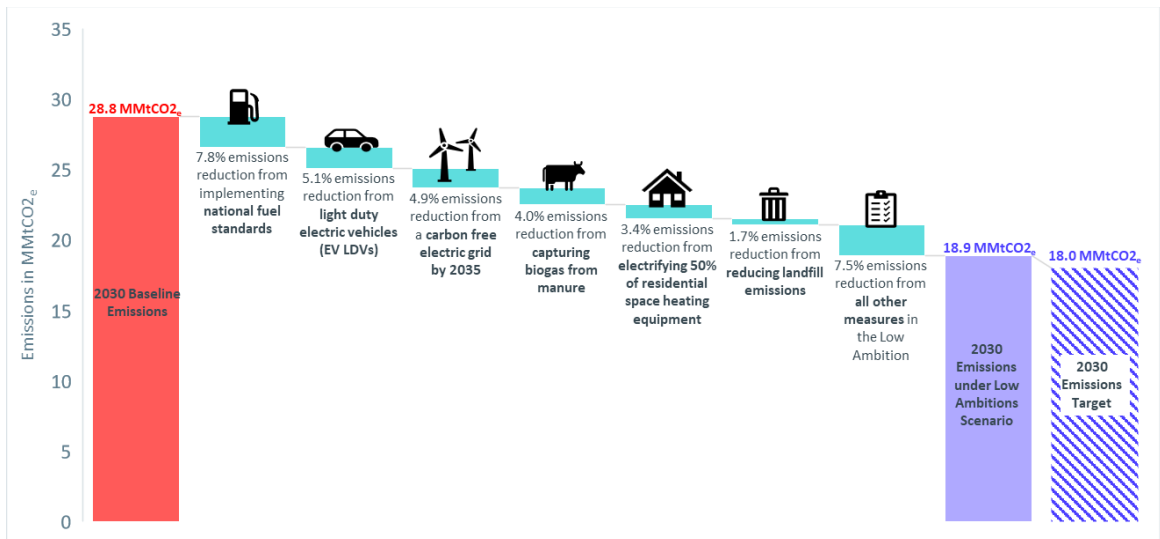 Emissions in MMtCO2e
35
30
25
20
15
10
5
0
28.8 MMtCO2e
2030 Baseline
Emissions
7.8% emissions
reduction from
implementing
national fuel
standards
5.1% emissions
reduction from
light duty
electric vehicles
(EV LDVs)
4.9% emissions
reduction from
a carbon free
electric grid
by 2035
4.0% emissions
reduction from
capturing
biogas from
manure
3.4% emissions
reduction from
electrifying 50%
of residential
space heating
equipment
1.7% emissions
reduction from
reducing landfill
emissions
7.5% emissions
reduction from
all other
measures in
the Low
Ambition
18.9 MMtCO2e
2030
Emissions
under Low
Ambitions
Scenario
18.0 MMtCO2e
2030
Emissions
Target